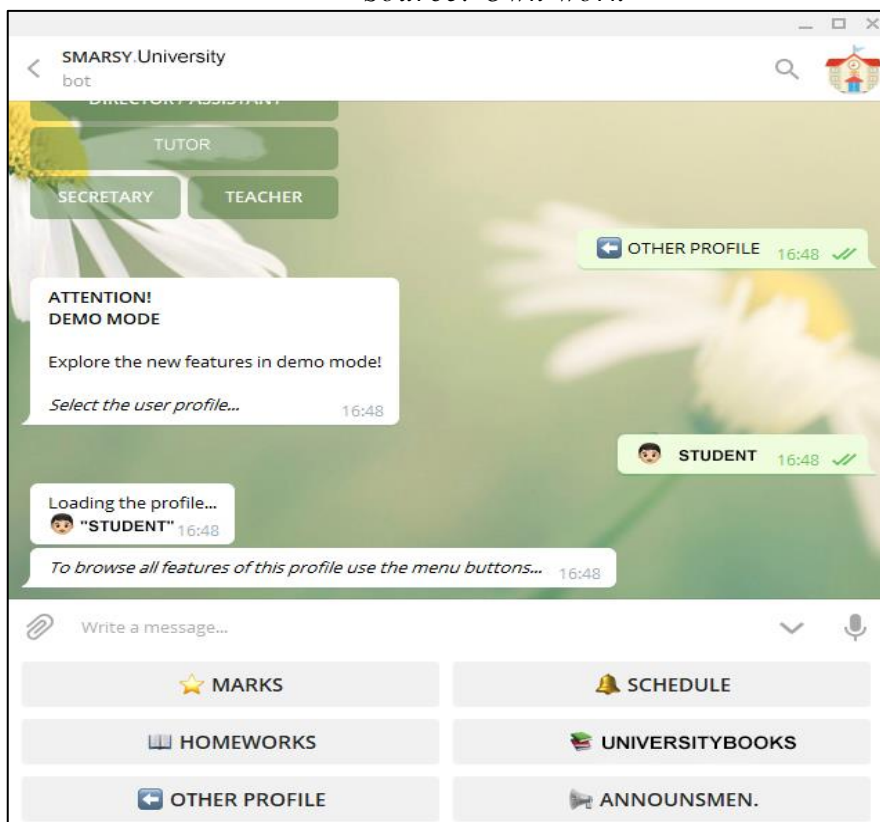 Source: Own work
SMARSY.University
bot
DIRECTOR / ASSISTANT
TUTOR
SECRETARY TEACHER
OTHER PROFILE 16:48
ATTENTION!
DEMO MODE
Explore the new features in demo mode!
Select the user profile... 16:48
STUDENT 16:48
Loading the profile...
"STUDENT" 16:48
To browse all features of this profile use the menu buttons... 16:48
Write a message...
MARKS SCHEDULE
HOMEWORKS UNIVERSITYBOOKS
OTHER PROFILE ANNOUNSMEN.